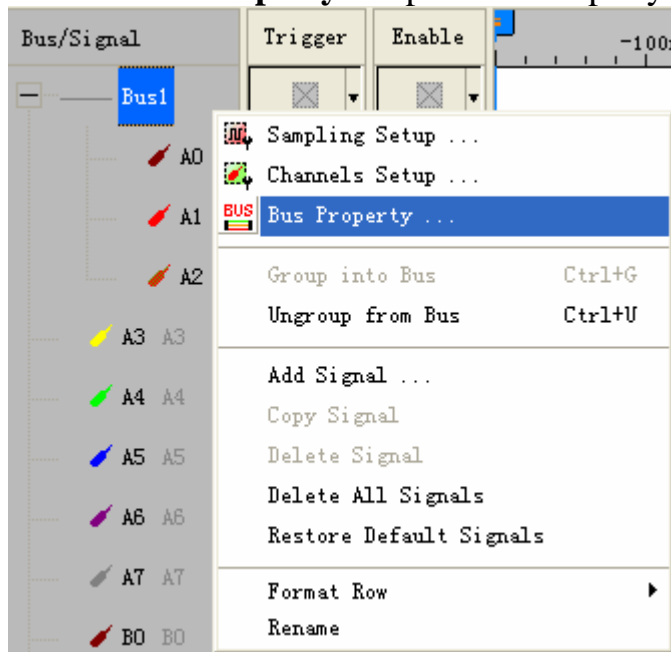 Bus/Signal Trigger Enable -100
Bus1
A0
A1
A2
A3 A3
A4 A4
A5 A5
A6 A6
A7 A7
B0 B0
Sampling Setup ...
Channels Setup ...
BUS Bus Property ...
Group into Bus Ctrl+G
Ungroup from Bus Ctrl+U
Add Signal ...
Copy Signal
Delete Signal
Delete All Signals
Restore Default Signals
Format Row
Rename